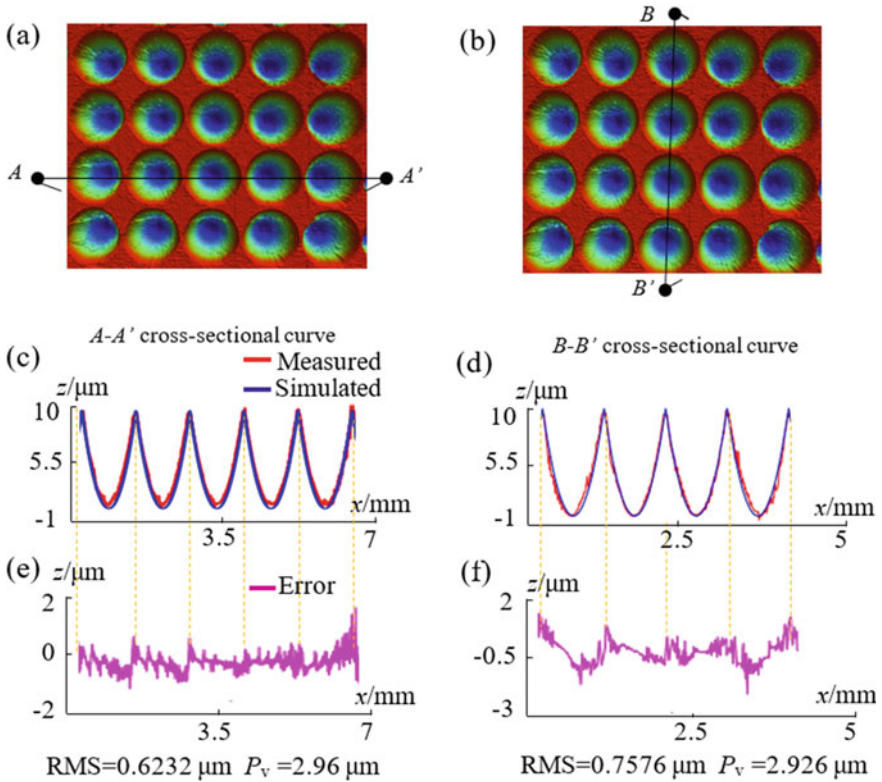 (a)
A
A'
(b)
B
B'
A-A' cross-sectional curve
(c)
Measured
Simulated
z/μm
10
5.5
-1
x/mm
3.5
7
B-B' cross-sectional curve
(d)
z/μm
10
5.5
-1
x/mm
2.5
5
(e)
z/μm
Error
2
0
-2
x/mm
3.5
7
RMS=0.6232 μm Pv =2.96 μm
(f)
z/μm
2
-0.5
-3
x/mm
2.5
5
RMS=0.7576 μm Pv =2.926 μm